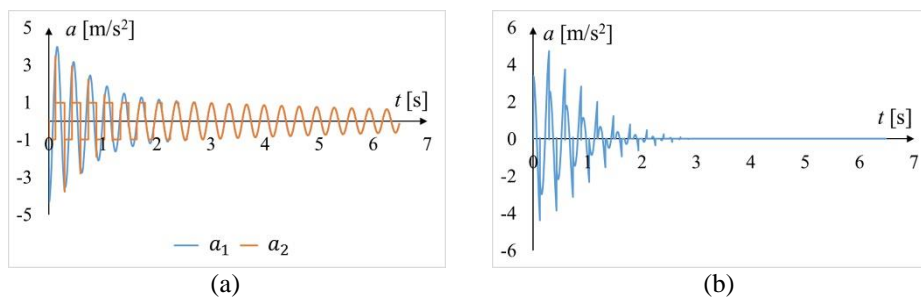 5
a [m/s²]
3
1
t [s]
0 1 2 3 4 5 6 7
-1
-3
-5
a₁ a₂
(a)
6
a [m/s²]
4
2
t [s]
0
0 1 2 3 4 5 6 7
-2
-4
-6
(b)